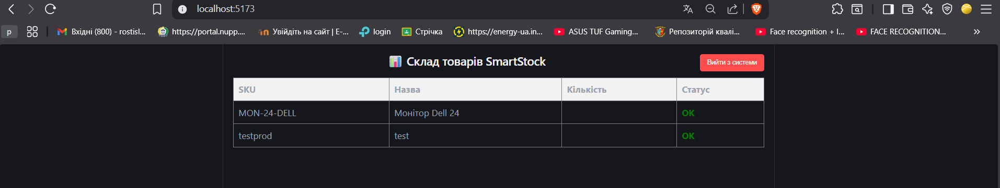 localhost:5173
p
Вхідні (800) - rostisl...
https://portal.nupp....
Увійдіть на сайт | E-...
login
Стрічка
https://energy-ua.in...
ASUS TUF Gaming...
Репозиторій квалі...
Face recognition + I...
FACE RECOGNITION...
»
Склад товарів SmartStock
Вийти з системи
SKU Назва Кількість Статус
MON-24-DELL Монітор Dell 24 OK
testprod test OK